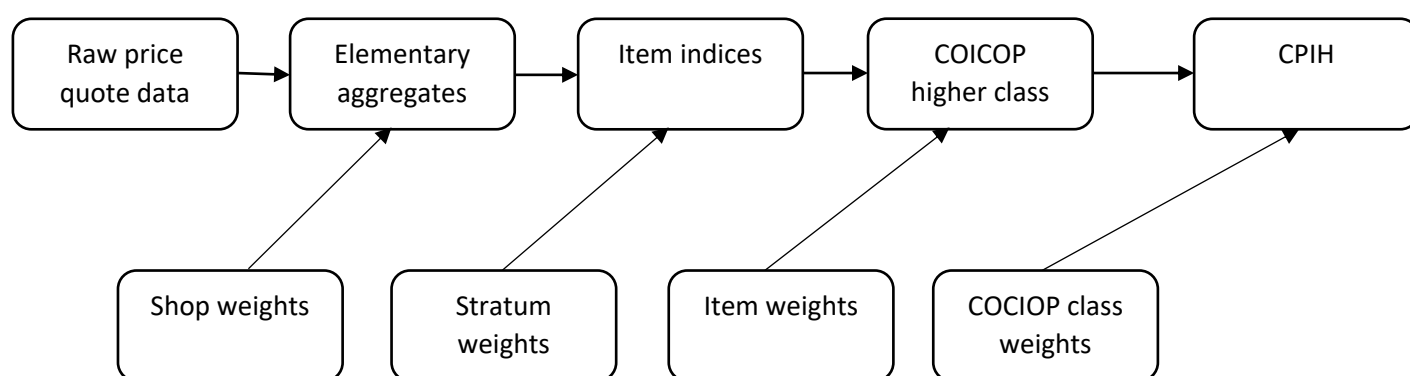 Raw price
quote data
Elementary
aggregates
Item indices
COICOP
higher class
CPIH
Shop weights
Stratum
weights
Item weights
COCIOP class
weights